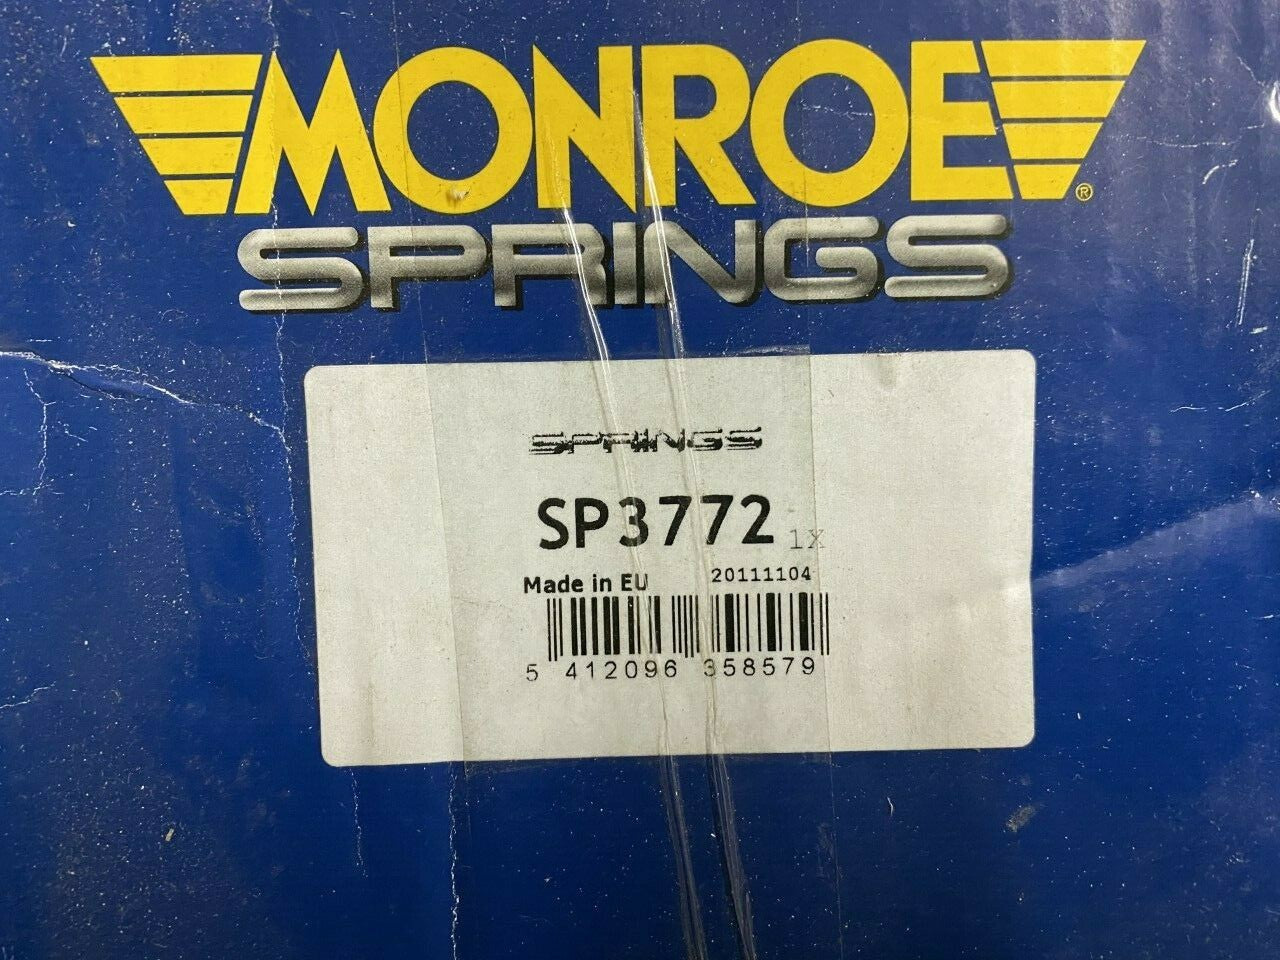 MONROE®
SPRINGS
SPRINGS
SP3772 1X
Made in EU 20111104
5 412096 358579